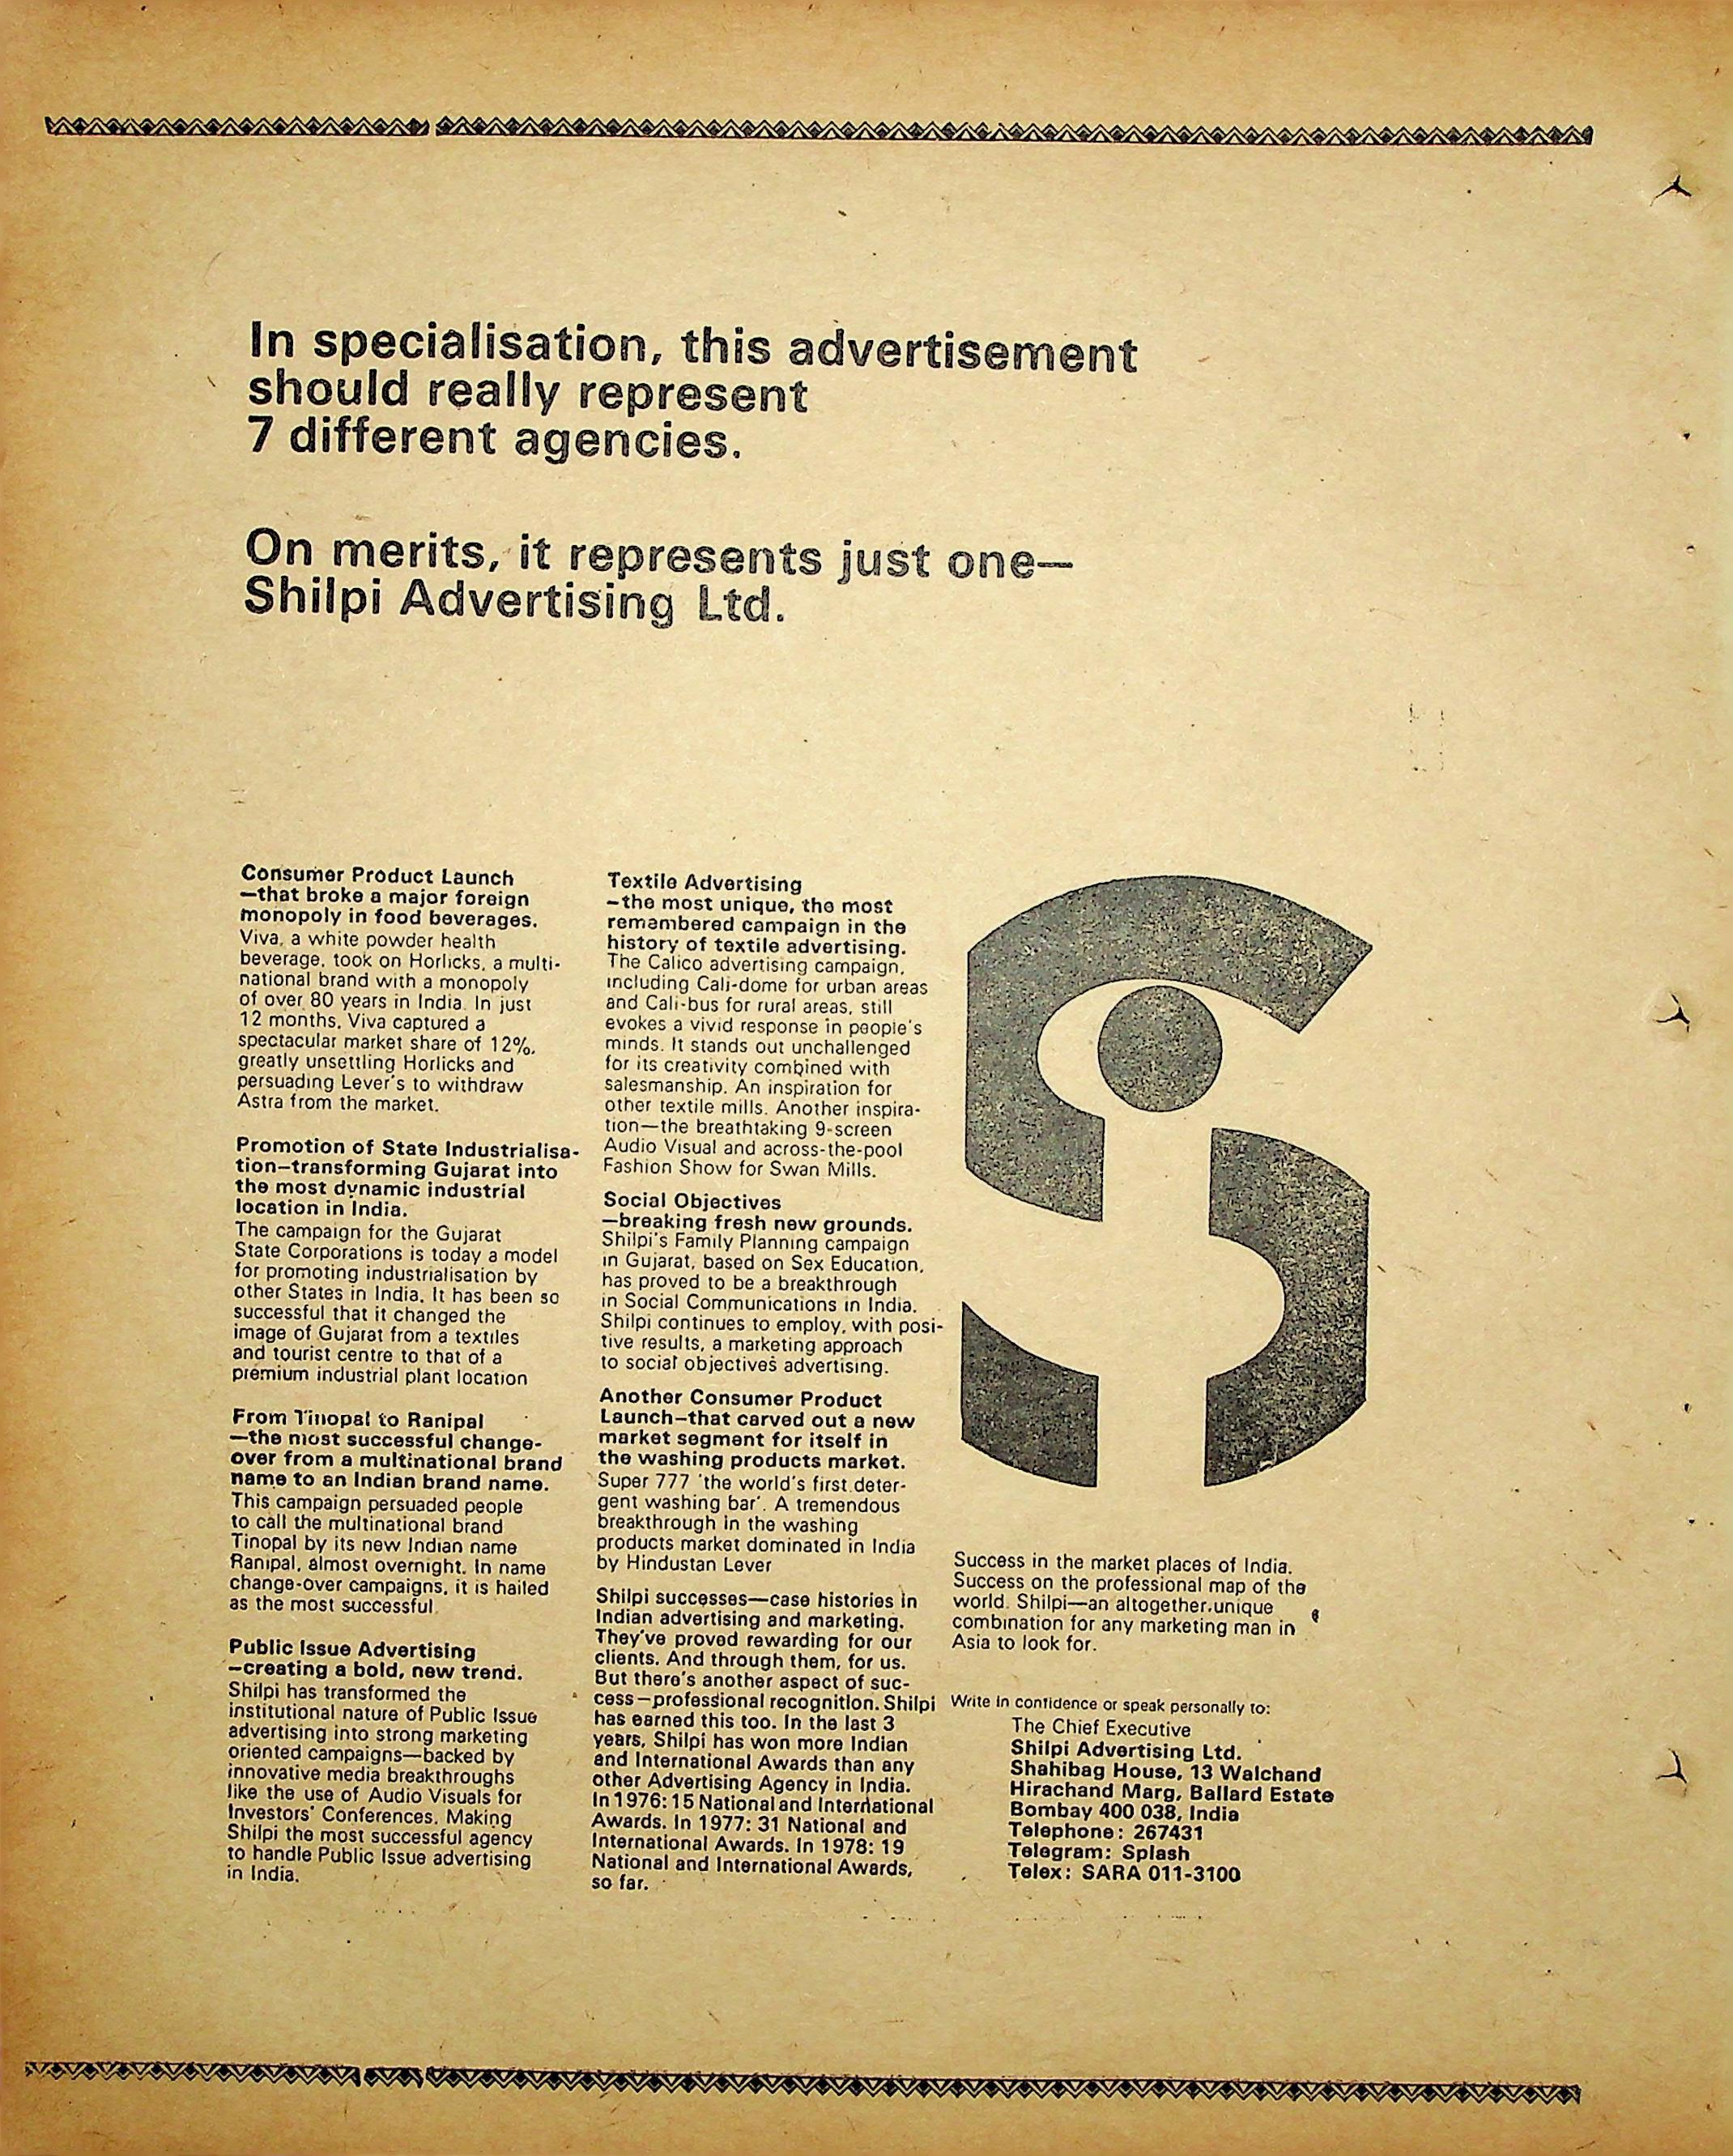 In specialisation, this advertisement
should really represent
7 different agencies.
On merits, it represents just one—
Shilpi Advertising Ltd.
Consumer Product Launch
—that broke a major foreign
monopoly in food beverages.
Viva, a white powder health
beverage, took on Horlicks, a multi-
national brand with a monopoly
of over 80 years in India. In just
12 months, Viva captured a
spectacular market share of 12%,
greatly unsettling Horlicks and
persuading Lever's to withdraw
Astra from the market.
Promotion of State Industrialisa-
tion—transforming Gujarat into
the most dynamic industrial
location in India.
The campaign for the Gujarat
State Corporations is today a model
for promoting industrialisation by
other States in India. It has been so
successful that it changed the
image of Gujarat from a textiles
and tourist centre to that of a
premium industrial plant location
From Tinopal to Ranipal
—the most successful change-
over from a multinational brand
name to an Indian brand name.
This campaign persuaded people
to call the multinational brand
Tinopal by its new Indian name
Ranipal, almost overnight. In name
change-over campaigns, it is hailed
as the most successful
Public Issue Advertising
—creating a bold, new trend.
Shilpi has transformed the
institutional nature of Public Issue
advertising into strong marketing
oriented campaigns—backed by
innovative media breakthroughs
like the use of Audio Visuals for
Investors' Conferences. Making
Shilpi the most successful agency
to handle Public Issue advertising
in India.
Textile Advertising
—the most unique, the most
remambered campaign in the
history of textile advertising.
The Calico advertising campaign,
including Cali-dome for urban areas
and Cali-bus for rural areas, still
evokes a vivid response in people's
minds. It stands out unchallenged
for its creativity combined with
salesmanship. An inspiration for
other textile mills. Another inspira-
tion—the breathtaking 9-screen
Audio Visual and across-the-pool
Fashion Show for Swan Mills.
Social Objectives
—breaking fresh new grounds.
Shilpi's Family Planning campaign
in Gujarat, based on Sex Education,
has proved to be a breakthrough
in Social Communications in India.
Shilpi continues to employ, with posi-
tive results, a marketing approach
to social objectives advertising.
Another Consumer Product
Launch—that carved out a new
market segment for itself in
the washing products market.
Super 777 'the world's first deter-
gent washing bar'. A tremendous
breakthrough in the washing
products market dominated in India
by Hindustan Lever
Shilpi successes—case histories in
Indian advertising and marketing.
They've proved rewarding for our
clients. And through them, for us.
But there's another aspect of suc-
cess—professional recognition. Shilpi
has earned this too. In the last 3
years, Shilpi has won more Indian
and International Awards than any
other Advertising Agency in India.
In 1976: 15 National and International
Awards. In 1977: 31 National and
International Awards. In 1978: 19
National and International Awards,
so far.
Success in the market places of India.
Success on the professional map of the
world. Shilpi—an altogether unique
combination for any marketing man in
Asia to look for.
Write in confidence or speak personally to:
The Chief Executive
Shilpi Advertising Ltd.
Shahibag House, 13 Walchand
Hirachand Marg, Ballard Estate
Bombay 400 038, India
Telephone: 267431
Telegram: Splash
Telex: SARA 011-3100